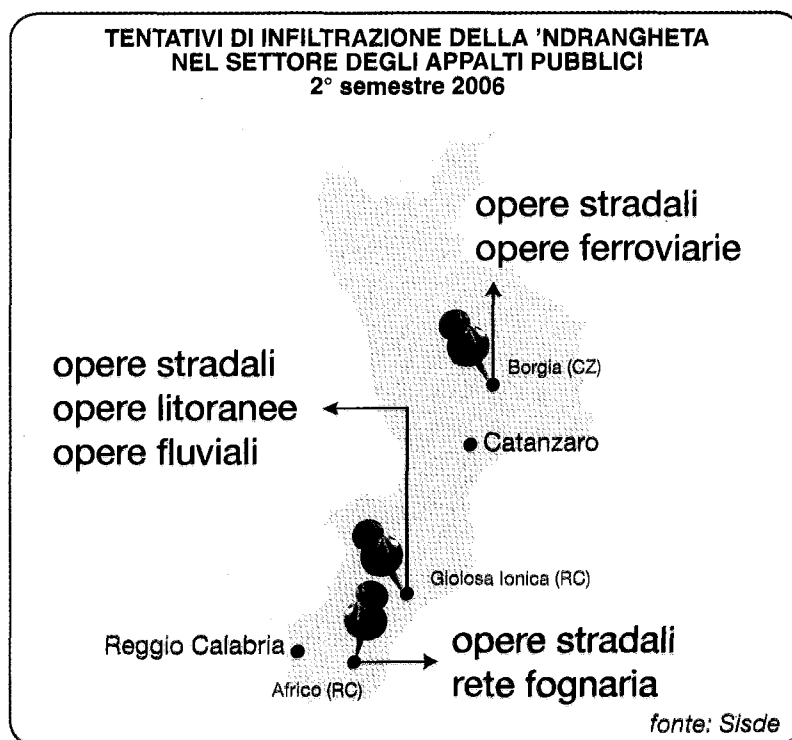 TENTATIVI DI INFILTRAZIONE DELLA 'NDRANGHETA
NEL SETTORE DEGLI APPALTI PUBBLICI
2° semestre 2006
opere stradali
opere ferroviarie
Borgia (CZ)
opere stradali
opere litoranee
opere fluviali
Catanzaro
Gioiosa Ionica (RC)
Reggio Calabria
opere stradali
rete fognaria
Africo (RC)
fonte: Sisde